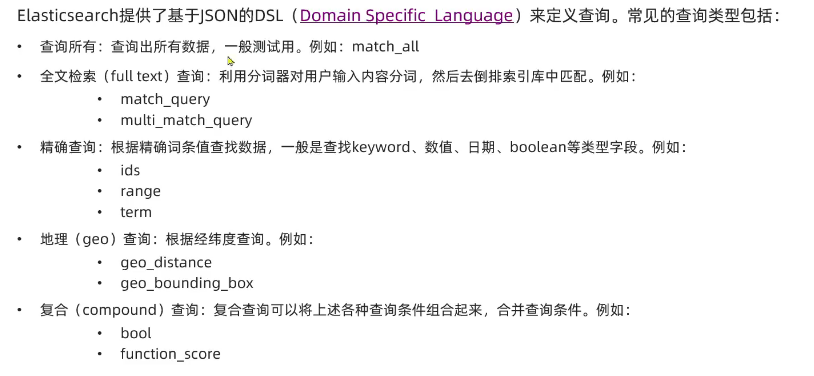 Elasticsearch提供了基于JSON的DSL（Domain Specific Language）来定义查询。常见的查询类型包括：
• 查询所有：查询出所有数据，一般测试用。例如：match_all
• 全文检索（full text）查询：利用分词器对用户输入内容分词，然后去倒排索引库中匹配。例如：
• match_query
• multi_match_query
• 精确查询：根据精确词条值查找数据，一般是查找keyword、数值、日期、boolean等类型字段。例如：
• ids
• range
• term
• 地理（geo）查询：根据经纬度查询。例如：
• geo_distance
• geo_bounding_box
• 复合（compound）查询：复合查询可以将上述各种查询条件组合起来，合并查询条件。例如：
• bool
• function_score